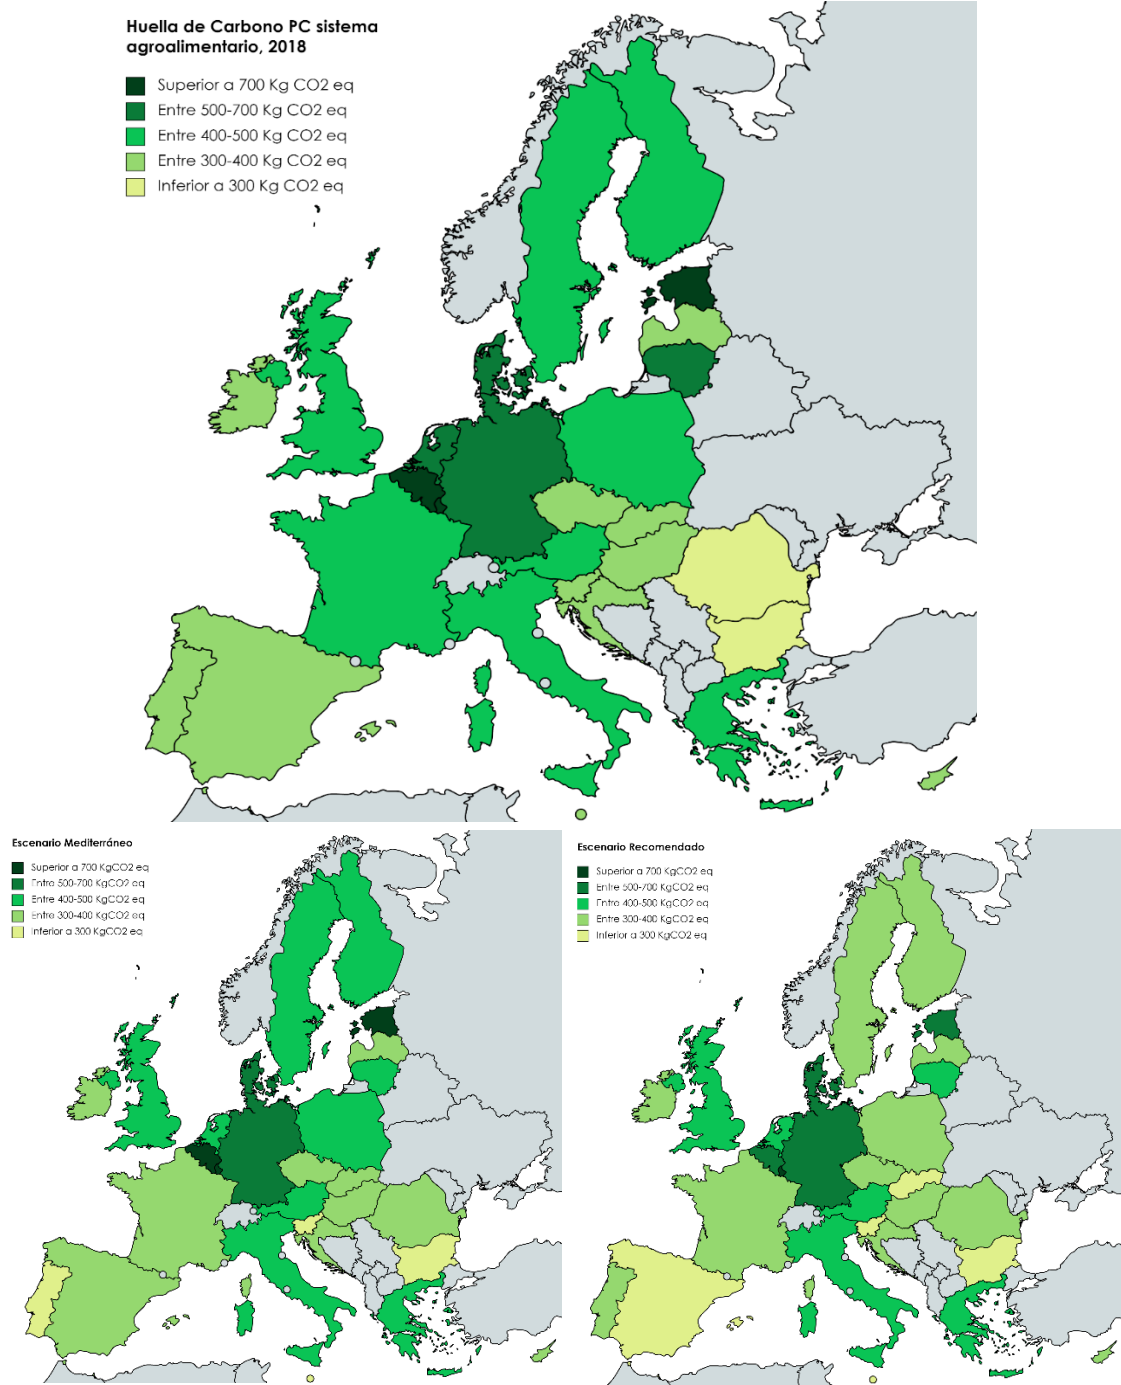 Huella de Carbono PC sistema
agroalimentario, 2018
Superior a 700 Kg CO2 eq
Entre 500-700 Kg CO2 eq
Entre 400-500 Kg CO2 eq
Entre 300-400 Kg CO2 eq
Inferior a 300 Kg CO2 eq
Escenario Mediterráneo
Superior a 700 KgCO2 eq
Entre 500-700 KgCO2 eq
Entre 400-500 KgCO2 eq
Entre 300-400 KgCO2 eq
Inferior a 300 KgCO2 eq
Escenario Recomendado
Superior a 700 KgCO2 eq
Entre 500-700 KgCO2 eq
Entre 400-500 KgCO2 eq
Entre 300-400 KgCO2 eq
Inferior a 300 KgCO2 eq